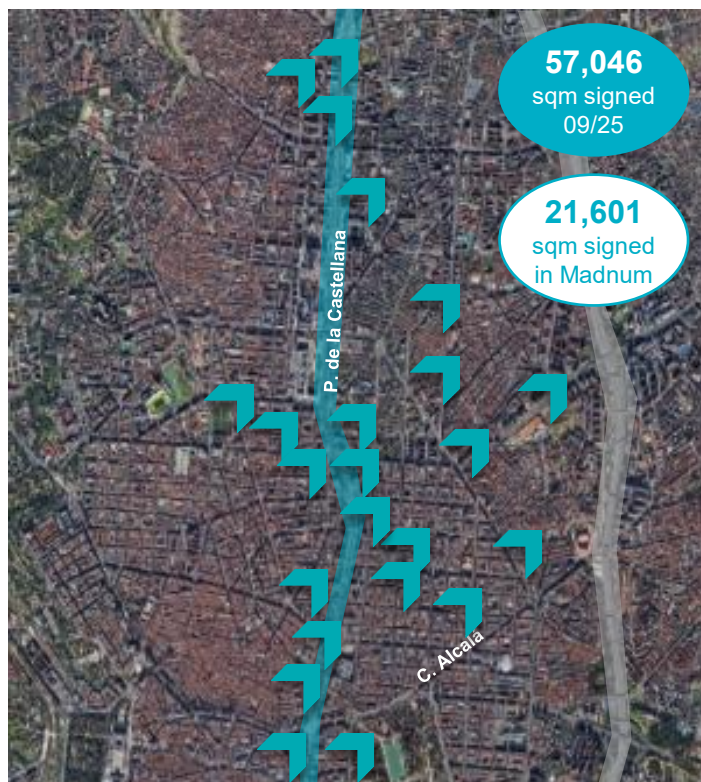 57,046
sqm signed
09/25
21,601
sqm signed
in Madnum
P. de la Castellana
C. Alcala